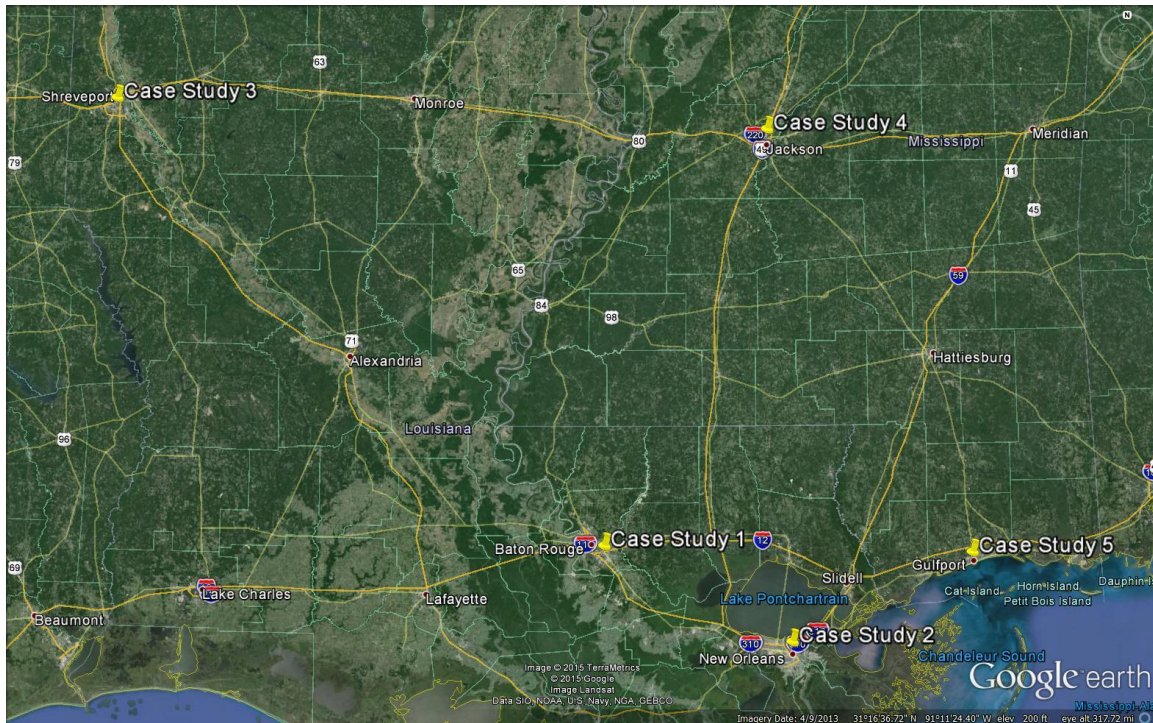 N
63
Case Study 3
Shreveport
Monroe
Case Study 4
220
80
Meridian
49
Jackson
Mississippi
79
11
45
65
59
84
98
71
Alexandria
Hattiesburg
Louisiana
96
Case Study 1
Baton Rouge
12
Case Study 5
Gulfport
69
Slidell
Lake Charles
Lafayette
Lake Pontchartrain
Cat Island
Horn Island
Petit Bois Island
Beaumont
Case Study 2
310
New Orleans
Chandeleur Sound
Image © 2015 TerraMetrics
© 2015 Google
Image Landsat
Data SIO, NOAA, U.S. Navy, NGA, GEBCO
Google earth
Imagery Date: 4/9/2013 31°16'36.72" N 91°11'24.40" W elev 200 ft eye alt 317.72 mi